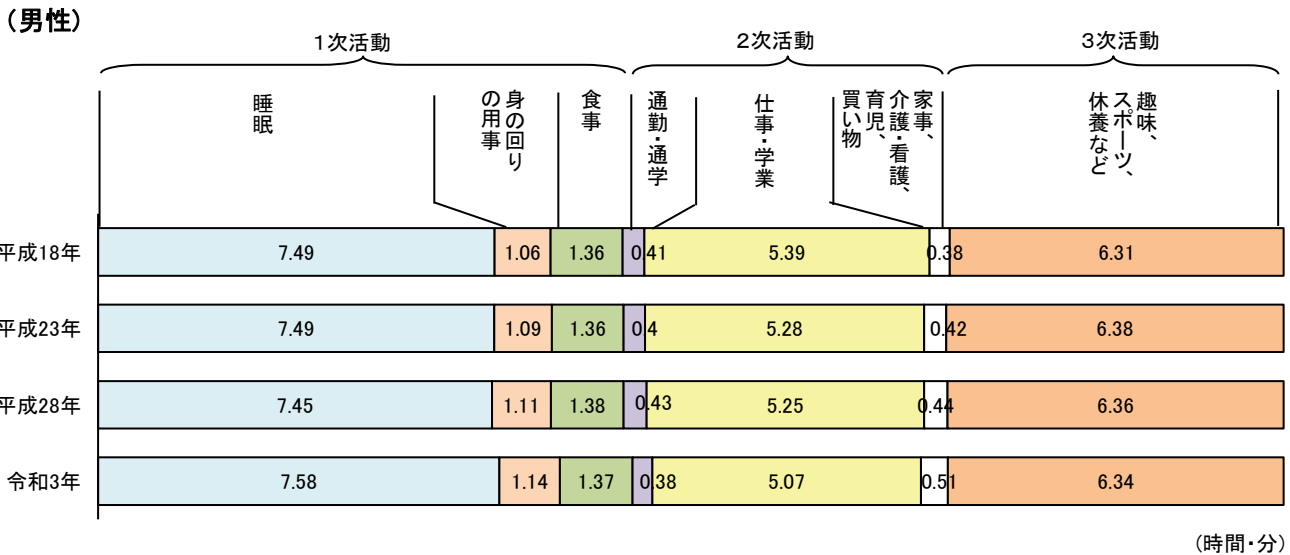 （男性）
１次活動
２次活動
３次活動
睡眠
身の回り
の用事
食事
通勤・通学
仕事・学業
家事、
介護・看護、
育児、
買い物
趣味、
スポーツ、
休養など
平成18年 7.49 1.06 1.36 0.41 5.39 0.38 6.31
平成23年 7.49 1.09 1.36 0.4 5.28 0.42 6.38
平成28年 7.45 1.11 1.38 0.43 5.25 0.44 6.36
令和3年 7.58 1.14 1.37 0.38 5.07 0.51 6.34
（時間・分）